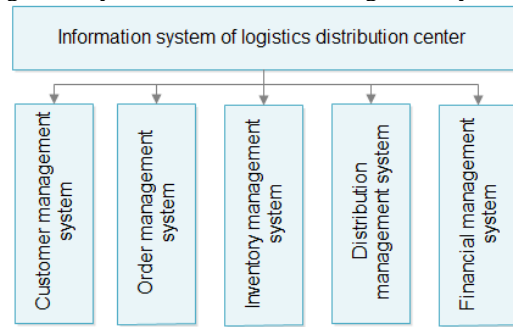 Information system of logistics distribution center
Customer management
system
Order management
system
Inventory management
system
Distribution
management system
Financial management
system